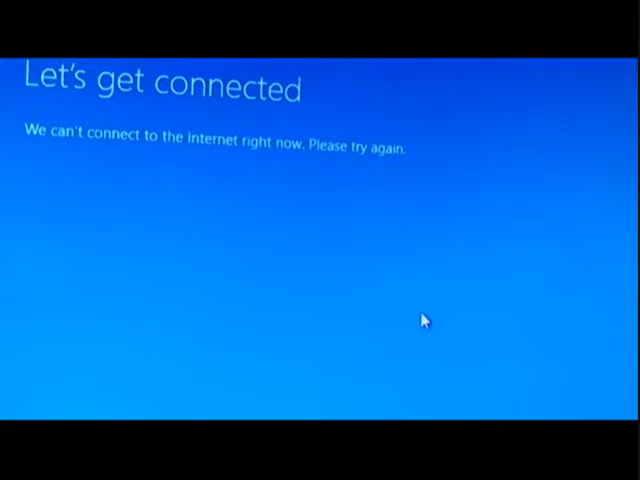 Let's get connected
We can't connect to the Internet right now. Please try again.